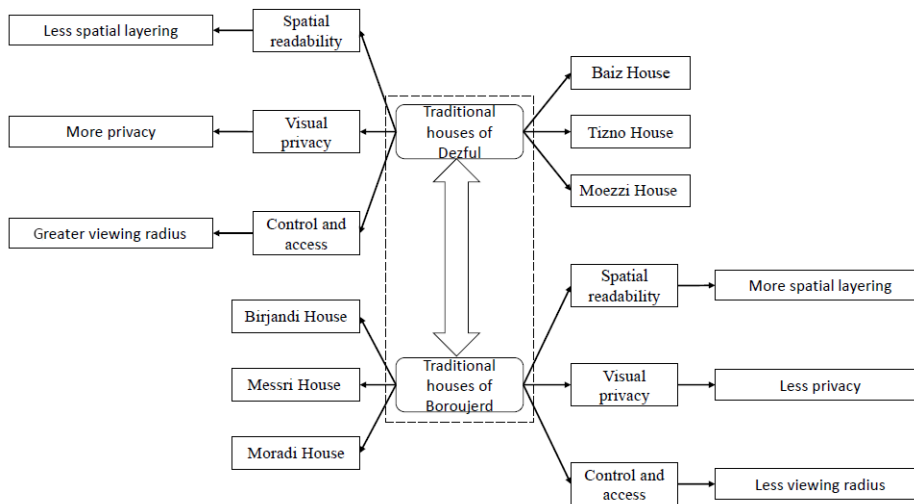 Less spatial layering
Spatial
readability
More privacy
Visual
privacy
Greater viewing radius
Control and
access
Traditional
houses of
Dezful
Baiz House
Tizno House
Moezzi House
Birjandi House
Messri House
Moradi House
Traditional
houses of
Boroujerd
Spatial
readability
More spatial layering
Visual
privacy
Less privacy
Control and
access
Less viewing radius